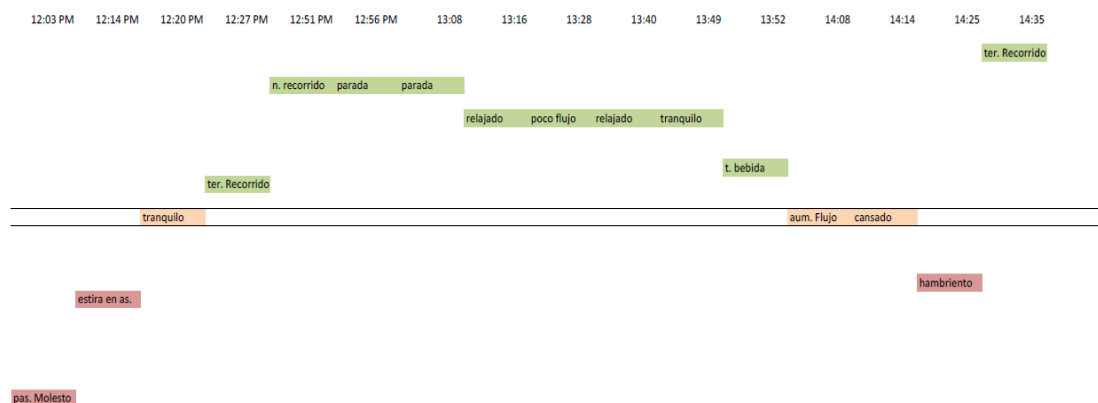 12:03 PM 12:14 PM 12:20 PM 12:27 PM 12:51 PM 12:56 PM 13:08 13:16 13:28 13:40 13:49 13:52 14:08 14:14 14:25 14:35
ter. Recorrido
n. recorrido parada parada
relajado poco flujo relajado tranquilo
t. bebida
ter. Recorrido
tranquilo aum. Flujo cansado
hambriento
estira en as.
pas. Molesto